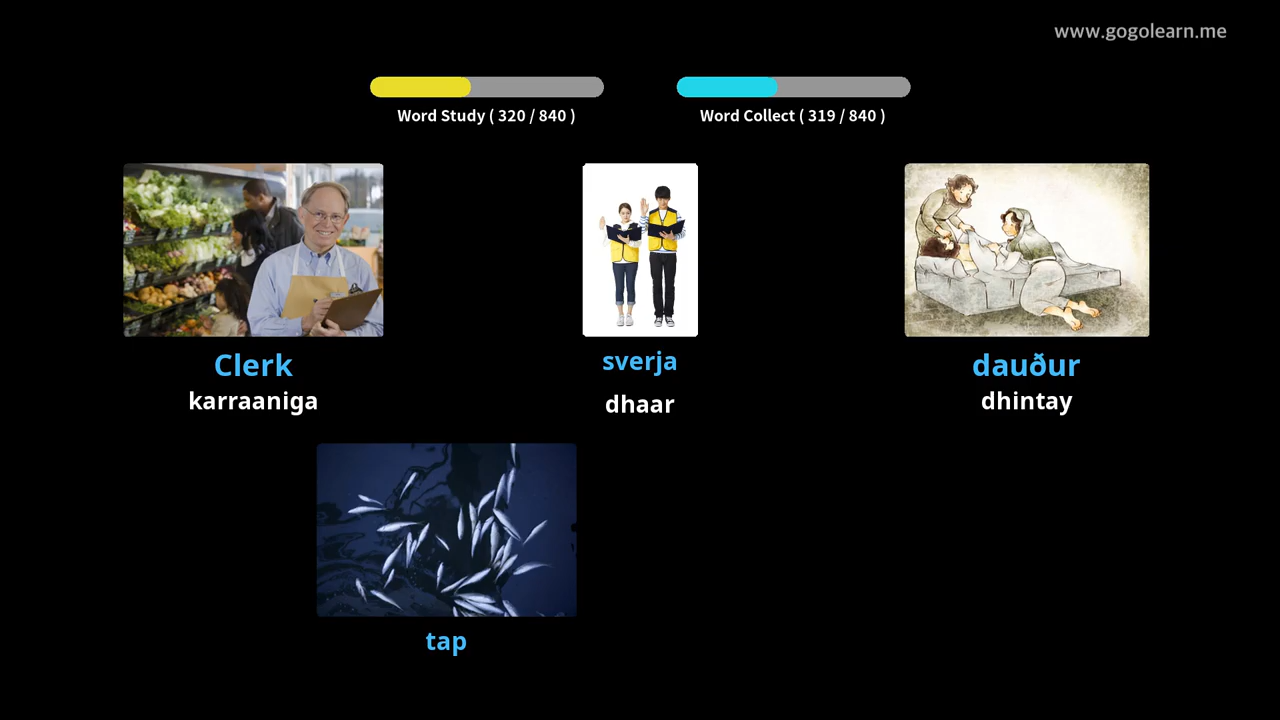 www.gogolearn.me
Word Study ( 320 / 840 )
Word Collect ( 319 / 840 )
Clerk
karraaniga
sverja
dhaar
dauður
dhintay
tap